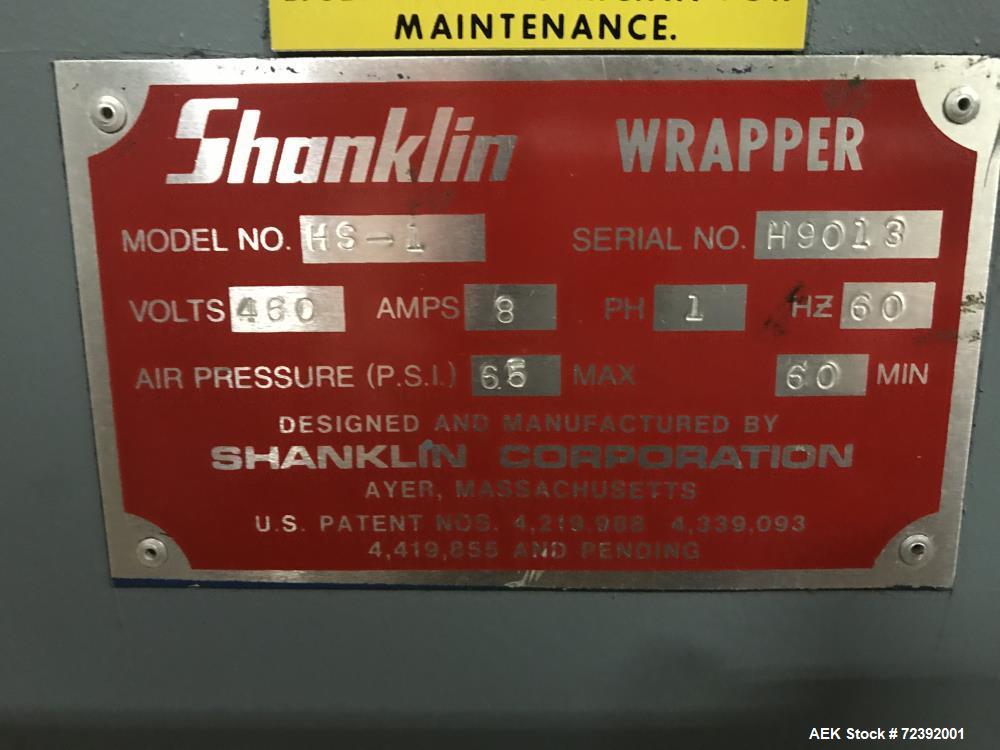 MAINTENANCE.
Shanklin WRAPPER
MODEL NO. HS-1 SERIAL NO. H9013
VOLTS 460 AMPS 8 PH 1 HZ 60
AIR PRESSURE (P.S.I.) 65 MAX 60 MIN
DESIGNED AND MANUFACTURED BY
SHANKLIN CORPORATION
AYER, MASSACHUSETTS
U.S. PATENT NOS. 4,219,988 4,339,093
4,419,855 AND PENDING
AEK Stock # 72392001